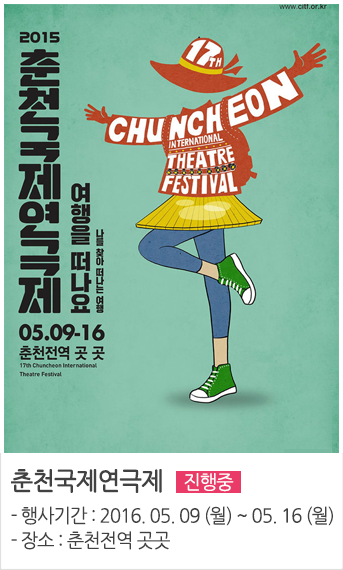 www.citf.or.kr
2015
춘천국제연극제
여행을 떠나요
나를 찾아 떠나는 여행
05.09-16
춘천전역 곳 곳
17th Chuncheon International
Theatre Festival
17TH
CHUNCHEON
INTERNATIONAL
THEATRE
FESTIVAL
춘천국제연극제 진행중
- 행사기간 : 2016. 05. 09 (월) ~ 05. 16 (월)
- 장소 : 춘천전역 곳곳